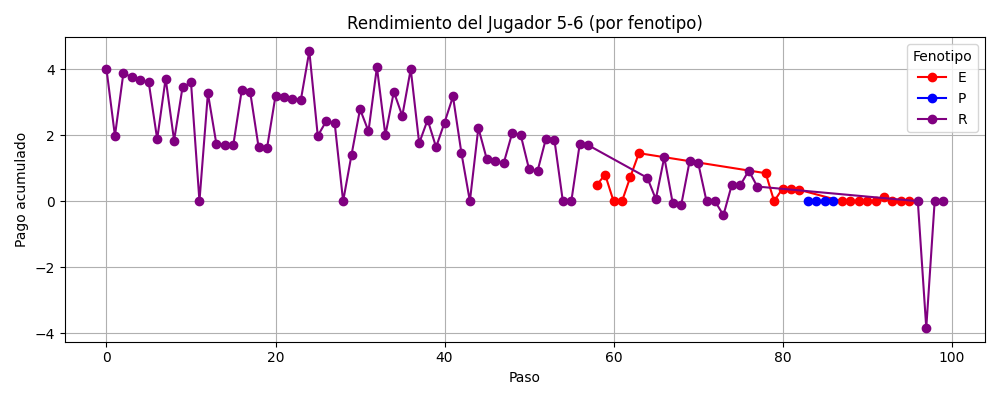 Rendimiento del Jugador 5-6 (por fenotipo)
Pago acumulado
4
2
0
−2
−4
0
20
40
60
80
100
Paso
Fenotipo
E
P
R